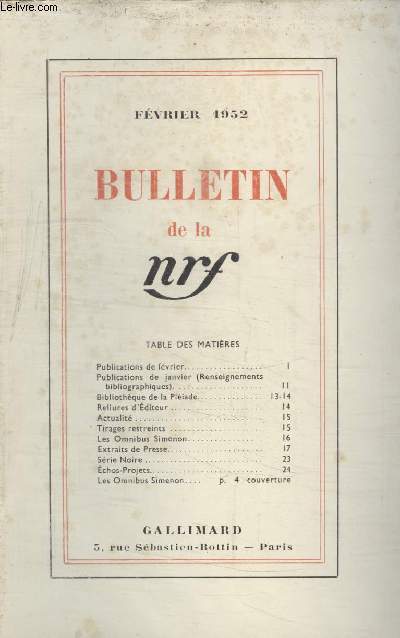 Le-livre.com
FÉVRIER 1952
BULLETIN
de la
nrf
TABLE DES MATIÈRES
Publications de février.................... 1
Publications de janvier (Renseignements
bibliographiques)........................ 11
Bibliothèque de la Pléiade.................. 13-14
Reliures d'Éditeur........................ 14
Actualité................................ 15
Tirages restreints........................ 15
Les Omnibus Simenon.................... 16
Extraits de Presse........................ 17
Série Noire.............................. 23
Échos-Projets............................ 24
Les Omnibus Simenon.... p. 4 couverture
GALLIMARD
5, rue Sébastien-Bottin — Paris